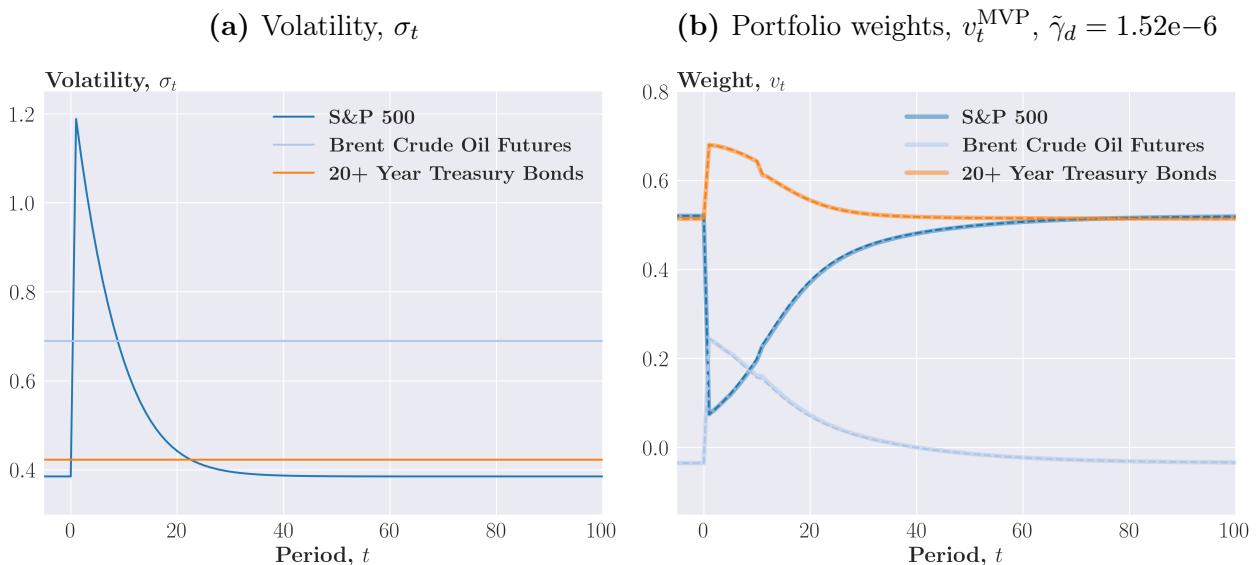 (a) Volatility, σₜ
Volatility, σₜ
S&P 500
Brent Crude Oil Futures
20+ Year Treasury Bonds
1.2
1.0
0.8
0.6
0.4
0 20 40 60 80 100
Period, t
(b) Portfolio weights, vₜᴹⱽᴾ, γ̃_d = 1.52e−6
Weight, vₜ
S&P 500
Brent Crude Oil Futures
20+ Year Treasury Bonds
0.8
0.6
0.4
0.2
0.0
0 20 40 60 80 100
Period, t